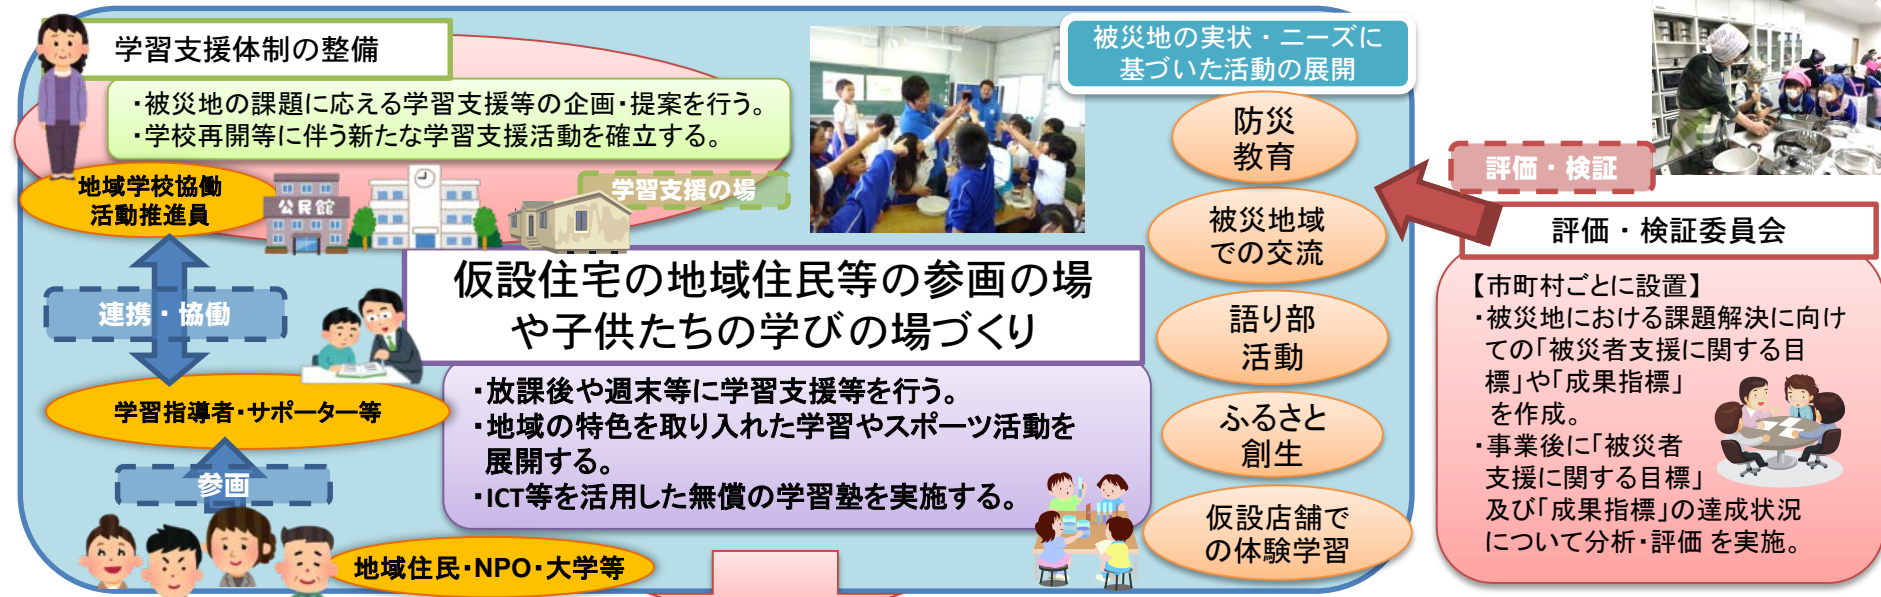 学習支援体制の整備
・被災地の課題に応える学習支援等の企画・提案を行う。
・学校再開等に伴う新たな学習支援活動を確立する。
地域学校協働
活動推進員
公民館
学習支援の場
連携・協働
学習指導者・サポーター等
参画
地域住民・NPO・大学等
仮設住宅の地域住民等の参画の場
や子供たちの学びの場づくり
・放課後や週末等に学習支援等を行う。
・地域の特色を取り入れた学習やスポーツ活動を
展開する。
・ICT等を活用した無償の学習塾を実施する。
被災地の実状・ニーズに
基づいた活動の展開
防災
教育
被災地域
での交流
語り部
活動
ふるさと
創生
仮設店舗で
の体験学習
評価・検証
評価・検証委員会
【市町村ごとに設置】
・被災地における課題解決に向け
ての「被災者支援に関する目
標」や「成果指標」
を作成。
・事業後に「被災者
支援に関する目標」
及び「成果指標」の達成状況
について分析・評価 を実施。